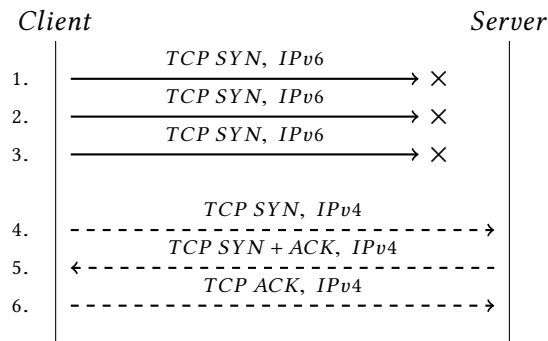 Client Server
1. TCP SYN, IPv6 ×
2. TCP SYN, IPv6 ×
3. TCP SYN, IPv6 ×
4. TCP SYN, IPv4
5. TCP SYN + ACK, IPv4
6. TCP ACK, IPv4